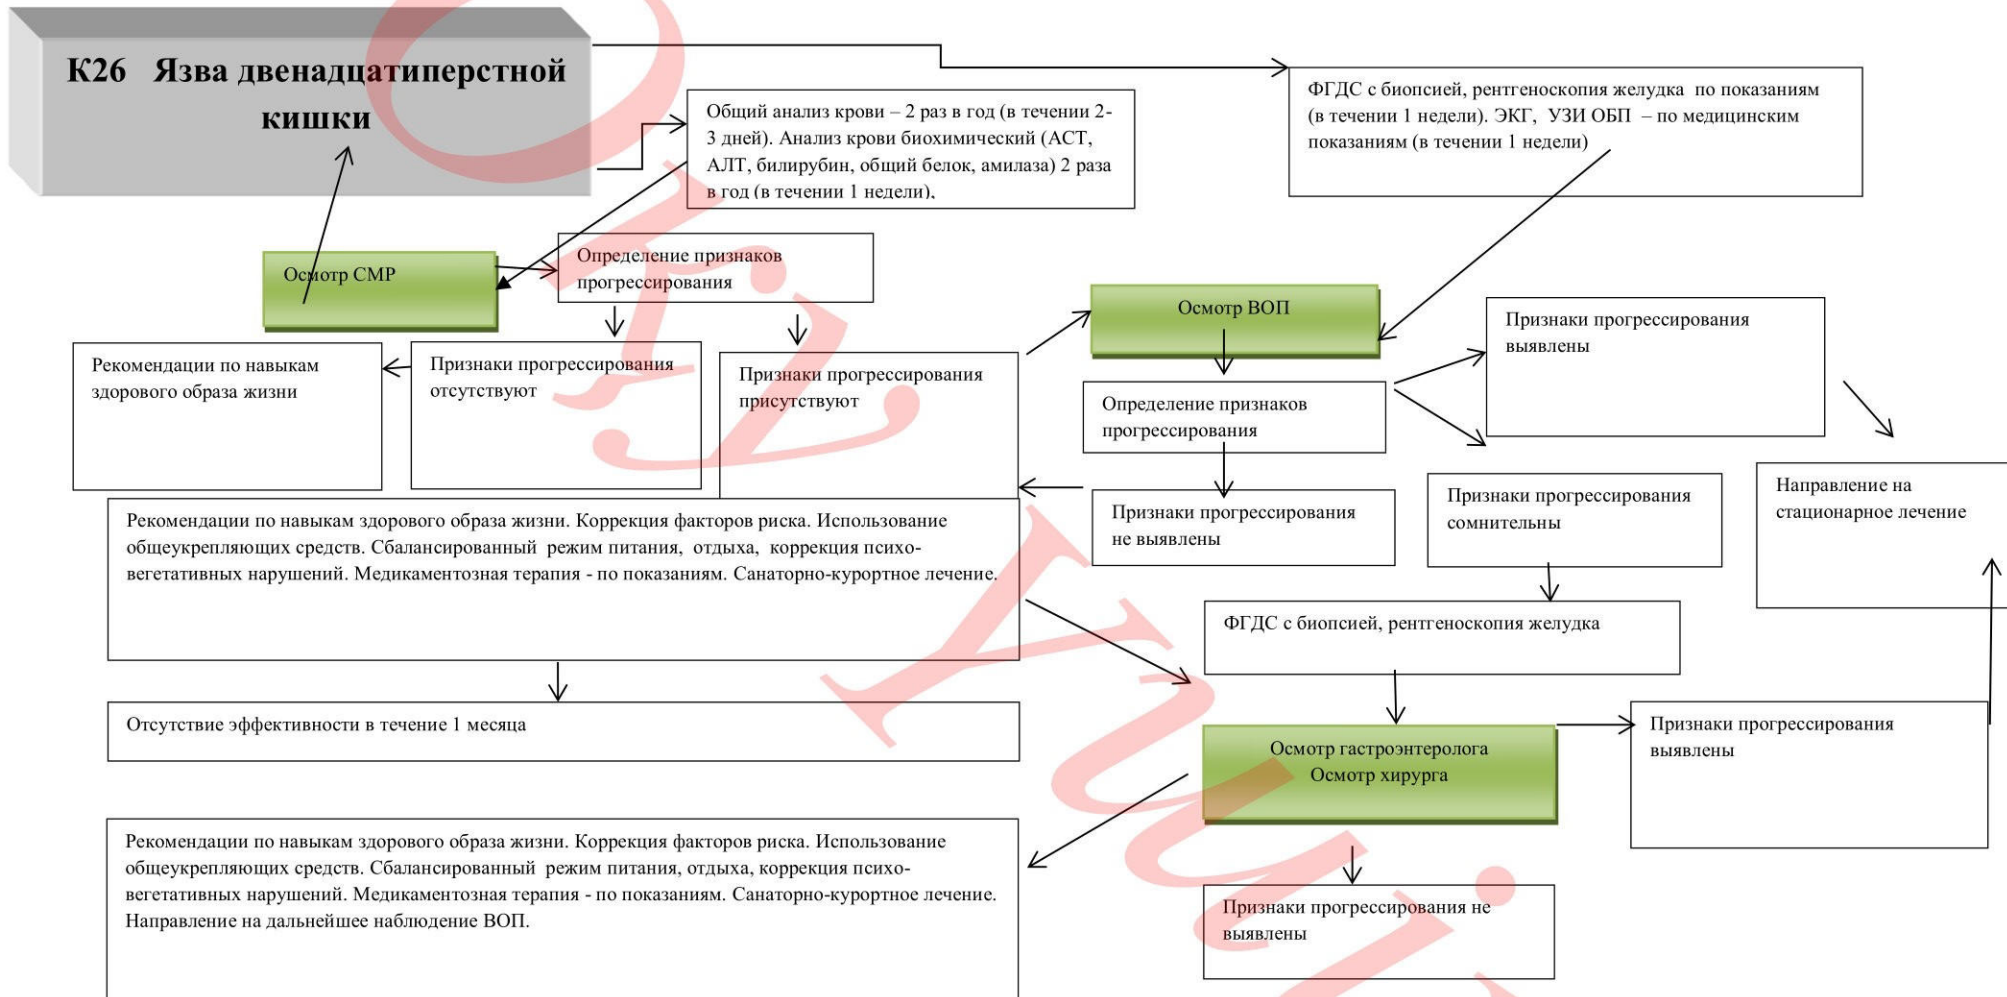 К26 Язва двенадцатиперстной
кишки
Общий анализ крови – 2 раз в год (в течении 2-
3 дней). Анализ крови биохимический (АСТ,
АЛТ, билирубин, общий белок, амилаза) 2 раза
в год (в течении 1 недели),
ФГДС с биопсией, рентгеноскопия желудка по показаниям
(в течении 1 недели). ЭКГ, УЗИ ОБП – по медицинским
показаниям (в течении 1 недели)
Осмотр СМР
Определение признаков
прогрессирования
Осмотр ВОП
Признаки прогрессирования
выявлены
Рекомендации по навыкам
здорового образа жизни
Признаки прогрессирования
отсутствуют
Признаки прогрессирования
присутствуют
Определение признаков
прогрессирования
Признаки прогрессирования
не выявлены
Признаки прогрессирования
сомнительны
Направление на
стационарное лечение
Рекомендации по навыкам здорового образа жизни. Коррекция факторов риска. Использование
общеукрепляющих средств. Сбалансированный режим питания, отдыха, коррекция психо-
вегетативных нарушений. Медикаментозная терапия - по показаниям. Санаторно-курортное лечение.
ФГДС с биопсией, рентгеноскопия желудка
Отсутствие эффективности в течение 1 месяца
Осмотр гастроэнтеролога
Осмотр хирурга
Признаки прогрессирования
выявлены
Рекомендации по навыкам здорового образа жизни. Коррекция факторов риска. Использование
общеукрепляющих средств. Сбалансированный режим питания, отдыха, коррекция психо-
вегетативных нарушений. Медикаментозная терапия - по показаниям. Санаторно-курортное лечение.
Направление на дальнейшее наблюдение ВОП.
Признаки прогрессирования не
выявлены